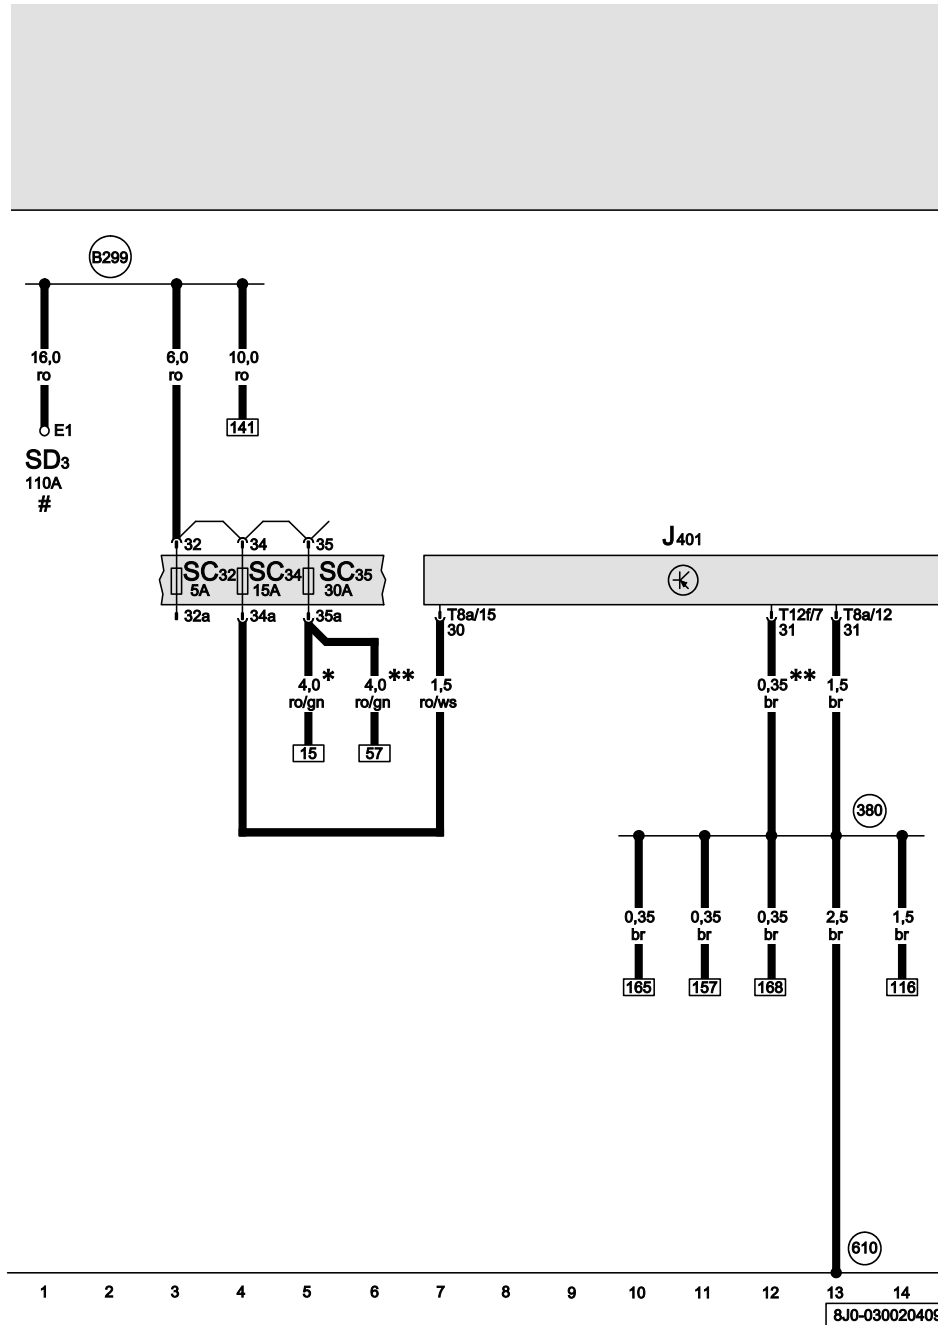 B299
16,0 6,0 10,0
ro ro ro
E1 141
SD3
110A
#
32 34 35 J401
SC32 SC34 SC35
5A 15A 30A
32a 34a 35a T8a/15 T12f/7 T8a/12
30 31 31
4,0 * 4,0 ** 1,5 0,35 ** 1,5
ro/gn ro/gn ro/ws br br
15 57
380
0,35 0,35 0,35 2,5 1,5
br br br br br
165 157 168 116
610
1 2 3 4 5 6 7 8 9 10 11 12 13 14
8J0-030020409